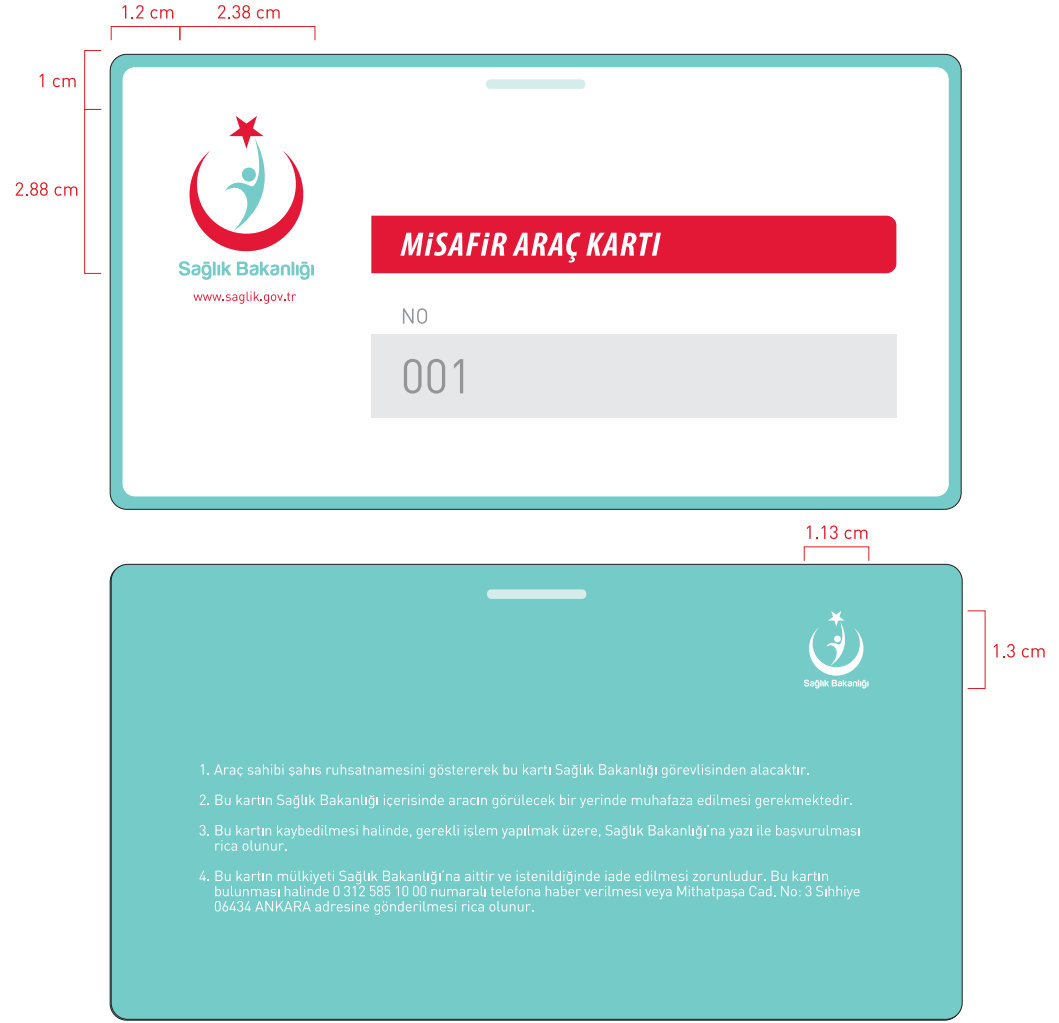 1.2 cm 2.38 cm
1 cm
2.88 cm
Sağlık Bakanlığı
www.saglik.gov.tr
MiSAFiR ARAÇ KARTI
NO
001
1.13 cm
1.3 cm
Sağlık Bakanlığı
1. Araç sahibi şahıs ruhsatnamesini göstererek bu kartı Sağlık Bakanlığı görevlisinden alacaktır.
2. Bu kartın Sağlık Bakanlığı içerisinde aracın görülecek bir yerinde muhafaza edilmesi gerekmektedir.
3. Bu kartın kaybedilmesi halinde, gerekli işlem yapılmak üzere, Sağlık Bakanlığı'na yazı ile başvurulması
rica olunur.
4. Bu kartın mülkiyeti Sağlık Bakanlığı'na aittir ve istenildiğinde iade edilmesi zorunludur. Bu kartın
bulunması halinde 0 312 585 10 00 numaralı telefona haber verilmesi veya Mithatpaşa Cad. No: 3 Sıhhiye
06434 ANKARA adresine gönderilmesi rica olunur.